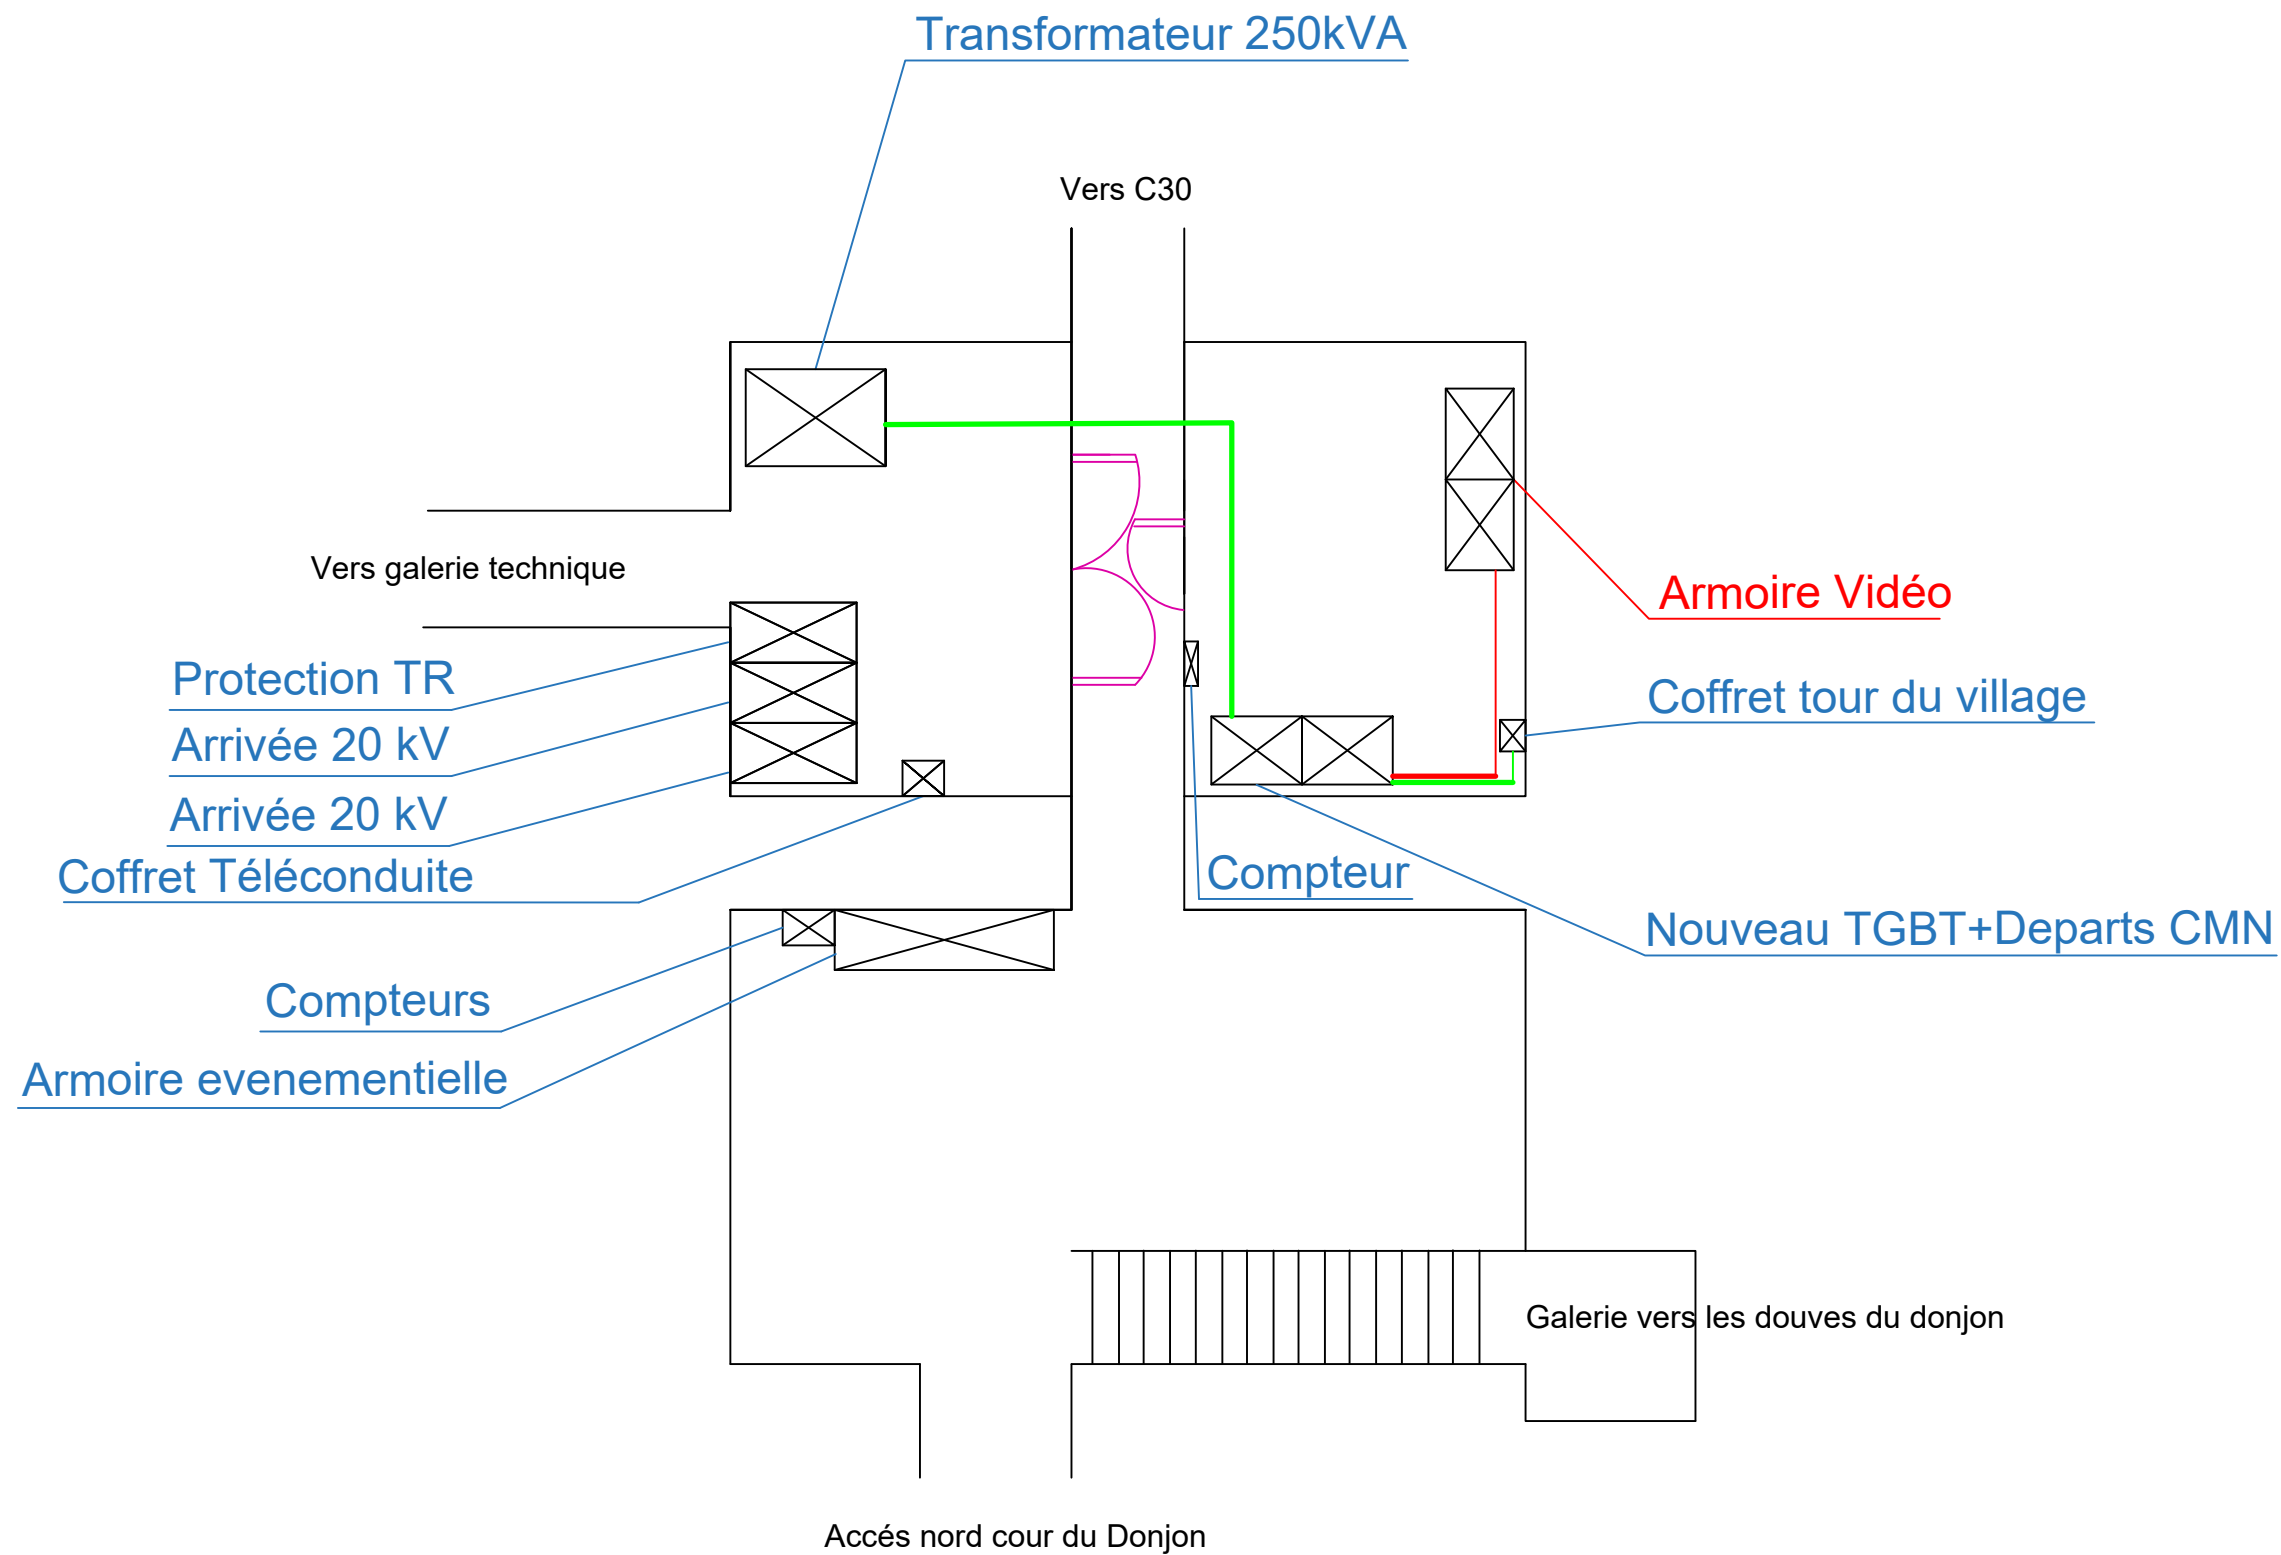 Transformateur 250kVA
Vers C30
Vers galerie technique
Armoire Vidéo
Protection TR
Coffret tour du village
Arrivée 20 kV
Arrivée 20 kV
Coffret Téléconduite
Compteur
Nouveau TGBT+Departs CMN
Compteurs
Armoire evenementielle
Galerie vers les douves du donjon
Accés nord cour du Donjon